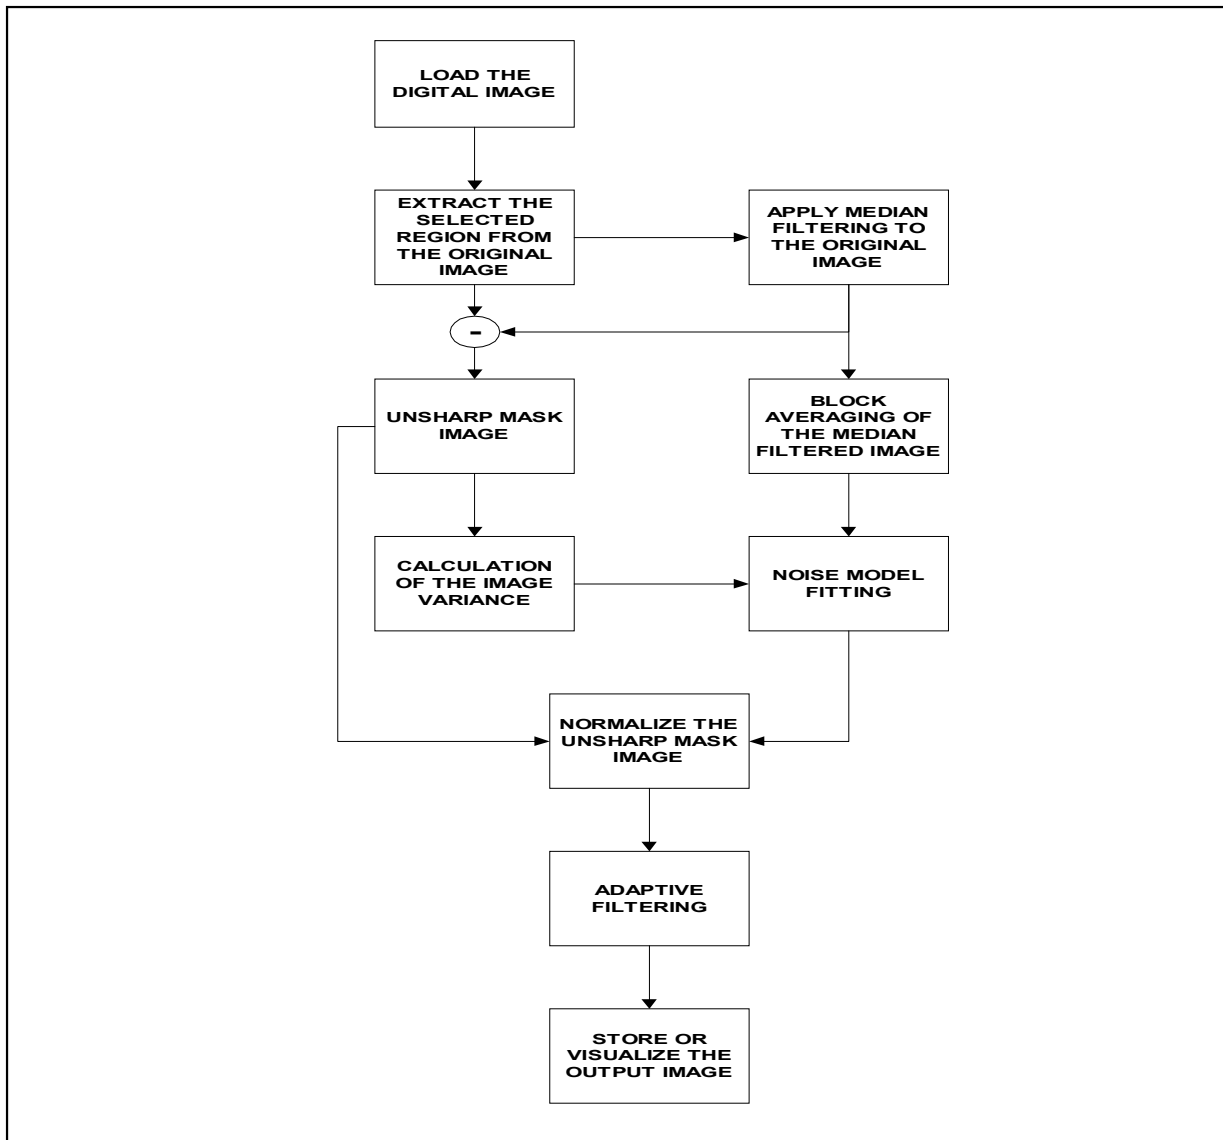 LOAD THE
DIGITAL IMAGE
EXTRACT THE
SELECTED
REGION FROM
THE ORIGINAL
IMAGE
APPLY MEDIAN
FILTERING TO
THE ORIGINAL
IMAGE
-
UNSHARP MASK
IMAGE
BLOCK
AVERAGING OF
THE MEDIAN
FILTERED IMAGE
CALCULATION
OF THE IMAGE
VARIANCE
NOISE MODEL
FITTING
NORMALIZE THE
UNSHARP MASK
IMAGE
ADAPTIVE
FILTERING
STORE OR
VISUALIZE THE
OUTPUT IMAGE